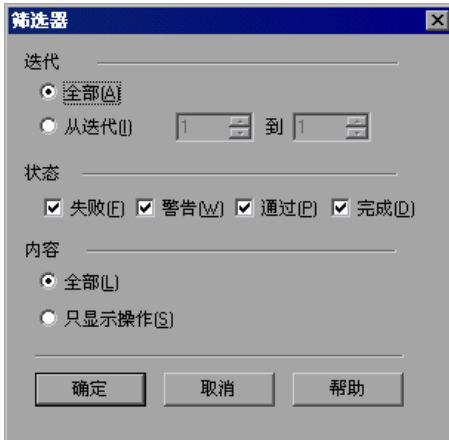 筛选器
迭代
全部(A)
从迭代(I) 1 到 1
状态
失败(F) 警告(W) 通过(P) 完成(D)
内容
全部(L)
只显示操作(S)
确定 取消 帮助